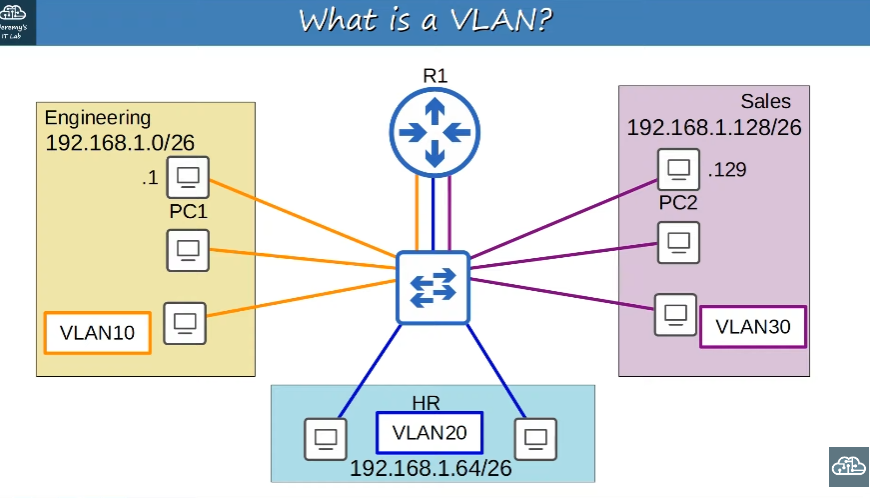 What is a VLAN?
Jeremy's
IT Lab
R1
Engineering
192.168.1.0/26
.1
PC1
VLAN10
Sales
192.168.1.128/26
.129
PC2
VLAN30
HR
VLAN20
192.168.1.64/26